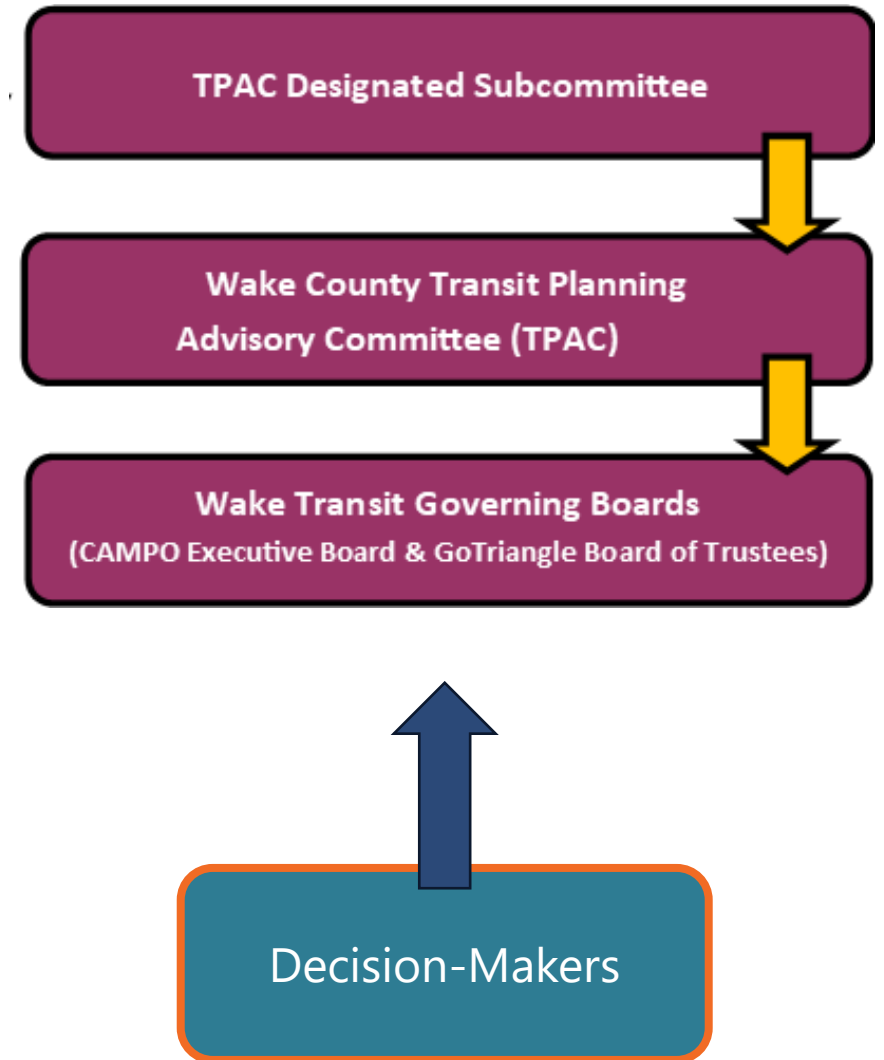 TPAC Designated Subcommittee
Wake County Transit Planning
Advisory Committee (TPAC)
Wake Transit Governing Boards
(CAMPO Executive Board & GoTriangle Board of Trustees)
Decision-Makers